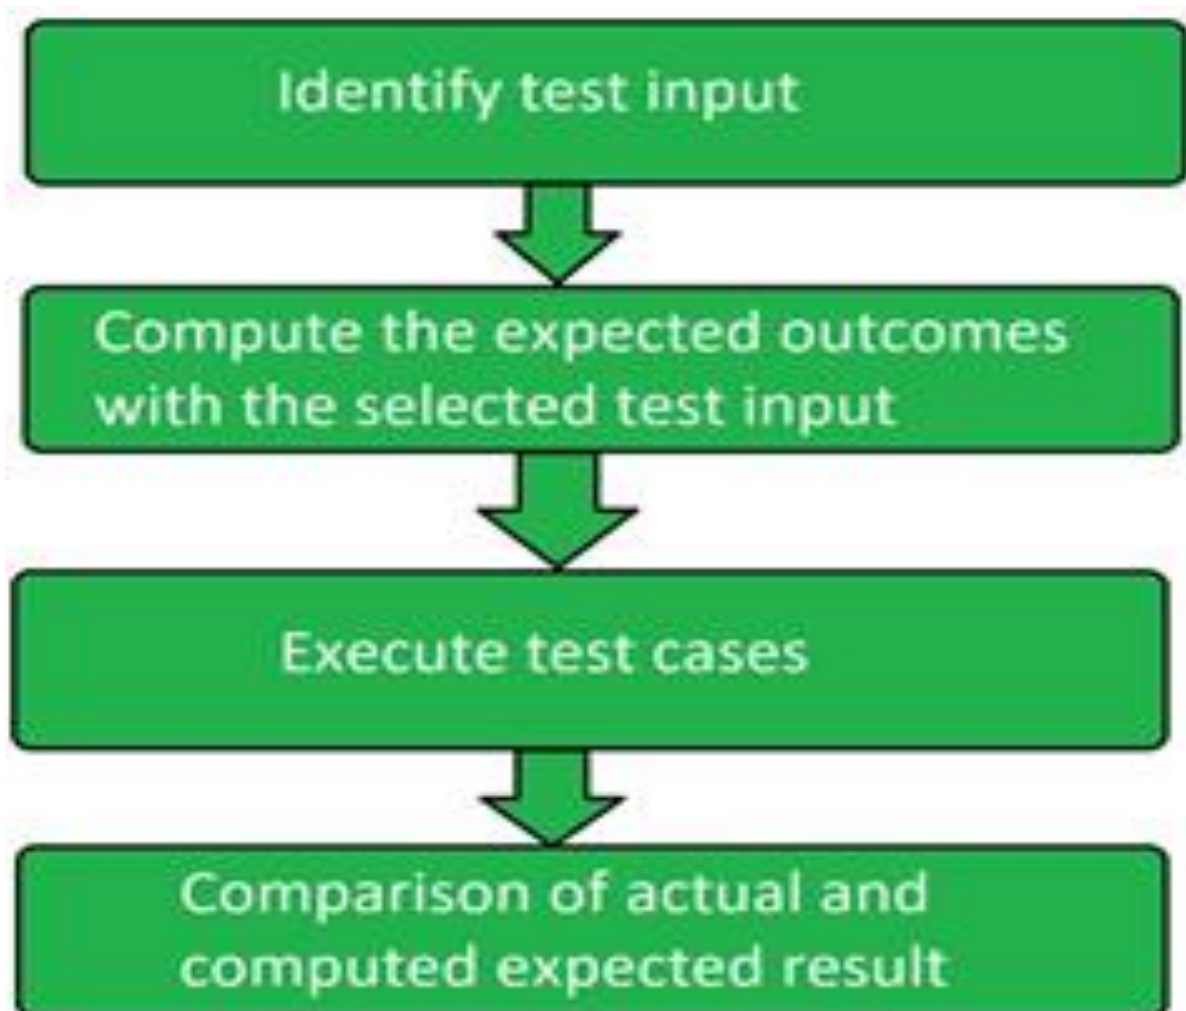 Identify test input
Compute the expected outcomes
with the selected test input
Execute test cases
Comparison of actual and
computed expected result